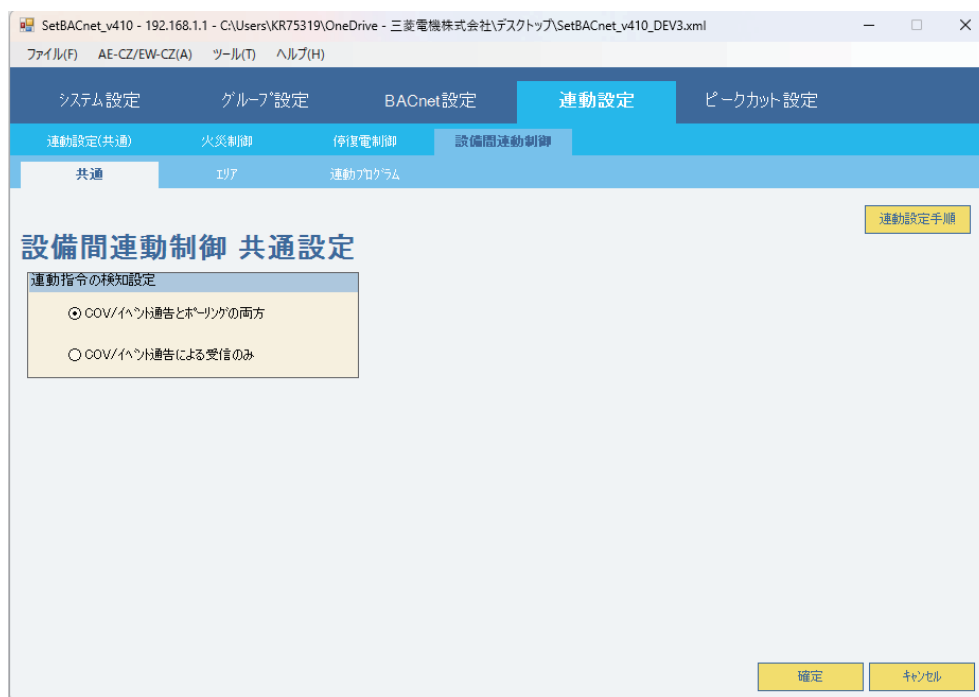 SetBACnet_v410 - 192.168.1.1 - C:\Users\KR75319\OneDrive - 三菱電機株式会社\デスクトップ\SetBACnet_v410_DEV3.xml
ファイル(F) AE-CZ/EW-CZ(A) ツール(T) ヘルプ(H)
システム設定 グループ設定 BACnet設定 連動設定 ピークカット設定
連動設定(共通) 火災制御 停復電制御 設備間連動制御
共通 エリア 連動プログラム
連動設定手順
設備間連動制御 共通設定
連動指令の検知設定
COV/イベント通告とポーリングの両方
COV/イベント通告による受信のみ
確定 キャンセル